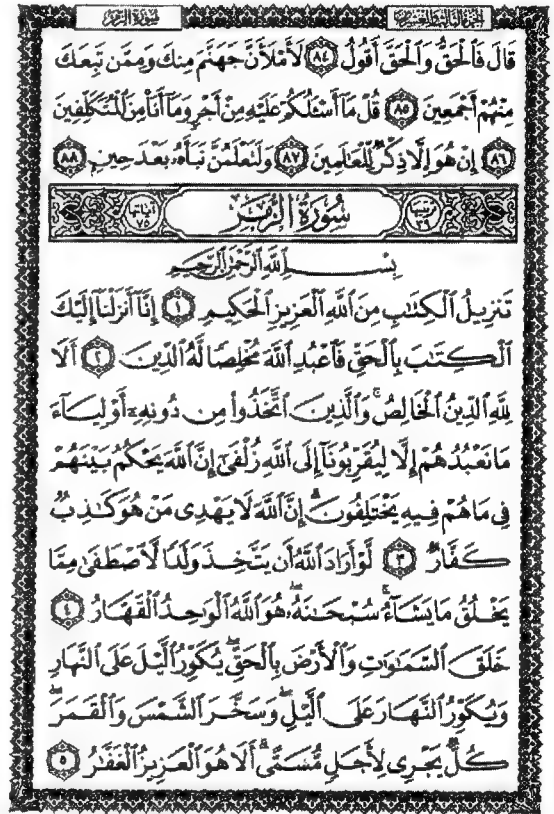 سورة الزمر الجزء الثالث والعشرون
قَالَ فَٱلْحَقُّ وَٱلْحَقَّ أَقُولُ ۝٨٤ لَأَمْلَأَنَّ جَهَنَّمَ مِنكَ وَمِمَّن تَبِعَكَ
مِنْهُمْ أَجْمَعِينَ ۝٨٥ قُلْ مَآ أَسْـَٔلُكُمْ عَلَيْهِ مِنْ أَجْرٍ وَمَآ أَنَا۠ مِنَ ٱلْمُتَكَلِّفِينَ
۝٨٦ إِنْ هُوَ إِلَّا ذِكْرٌ لِّلْعَـٰلَمِينَ ۝٨٧ وَلَتَعْلَمُنَّ نَبَأَهُۥ بَعْدَ حِينٍۭ ۝٨٨
ترتيبها ٣٩ سُورَةُ الزُّمَرِ آياتها ٧٥
بِسْمِ ٱللَّهِ ٱلرَّحْمَـٰنِ ٱلرَّحِيمِ
تَنزِيلُ ٱلْكِتَـٰبِ مِنَ ٱللَّهِ ٱلْعَزِيزِ ٱلْحَكِيمِ ۝١ إِنَّآ أَنزَلْنَآ إِلَيْكَ
ٱلْكِتَـٰبَ بِٱلْحَقِّ فَٱعْبُدِ ٱللَّهَ مُخْلِصًا لَّهُ ٱلدِّينَ ۝٢ أَلَا
لِلَّهِ ٱلدِّينُ ٱلْخَالِصُ ۚ وَٱلَّذِينَ ٱتَّخَذُوا۟ مِن دُونِهِۦٓ أَوْلِيَآءَ
مَا نَعْبُدُهُمْ إِلَّا لِيُقَرِّبُونَآ إِلَى ٱللَّهِ زُلْفَىٰٓ إِنَّ ٱللَّهَ يَحْكُمُ بَيْنَهُمْ
فِى مَا هُمْ فِيهِ يَخْتَلِفُونَ ۗ إِنَّ ٱللَّهَ لَا يَهْدِى مَنْ هُوَ كَـٰذِبٌ
كَفَّارٌ ۝٣ لَّوْ أَرَادَ ٱللَّهُ أَن يَتَّخِذَ وَلَدًا لَّٱصْطَفَىٰ مِمَّا
يَخْلُقُ مَا يَشَآءُ ۚ سُبْحَـٰنَهُۥ ۖ هُوَ ٱللَّهُ ٱلْوَٰحِدُ ٱلْقَهَّارُ ۝٤
خَلَقَ ٱلسَّمَـٰوَٰتِ وَٱلْأَرْضَ بِٱلْحَقِّ ۖ يُكَوِّرُ ٱلَّيْلَ عَلَى ٱلنَّهَارِ
وَيُكَوِّرُ ٱلنَّهَارَ عَلَى ٱلَّيْلِ ۖ وَسَخَّرَ ٱلشَّمْسَ وَٱلْقَمَرَ ۖ
كُلٌّ يَجْرِى لِأَجَلٍ مُّسَمًّى ۗ أَلَا هُوَ ٱلْعَزِيزُ ٱلْغَفَّـٰرُ ۝٥